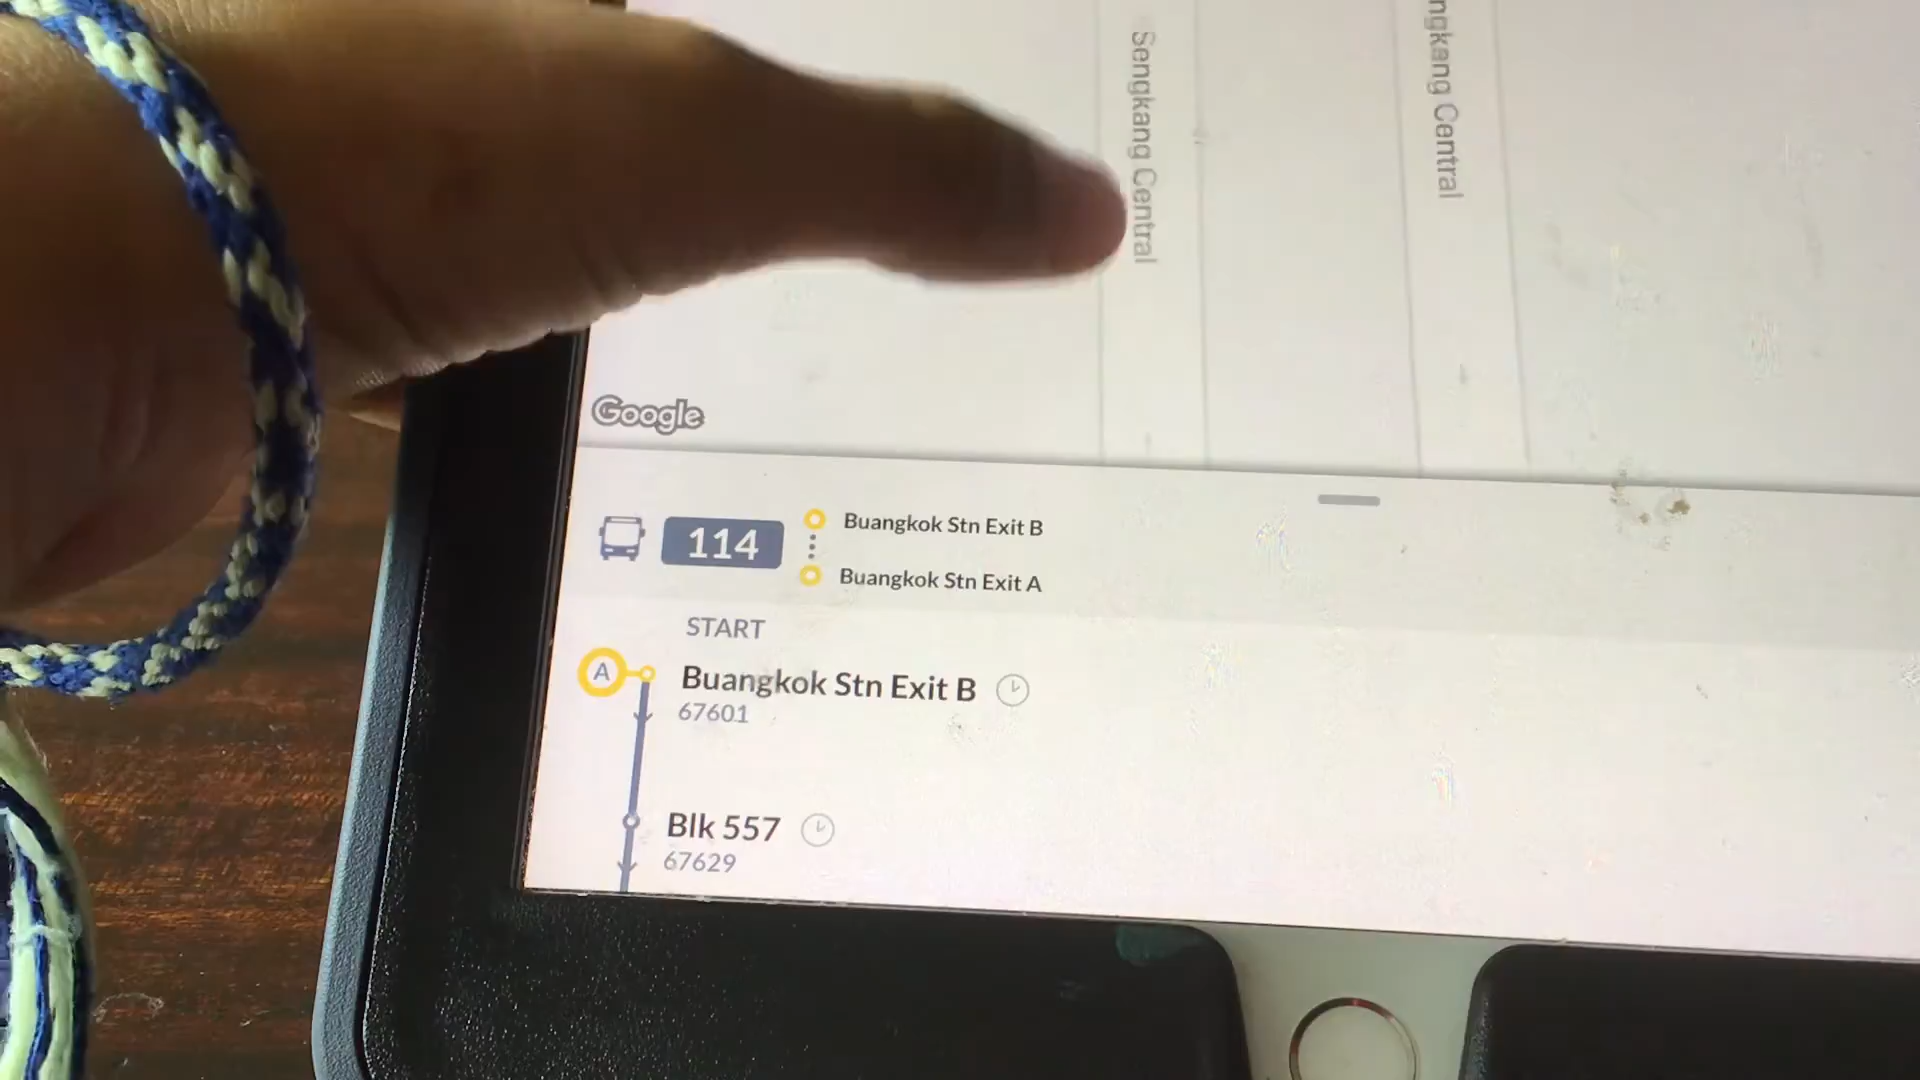 Sengkang Central
ngkang Central
Google
114
Buangkok Stn Exit B
Buangkok Stn Exit A
START
A
Buangkok Stn Exit B
67601
Blk 557
67629